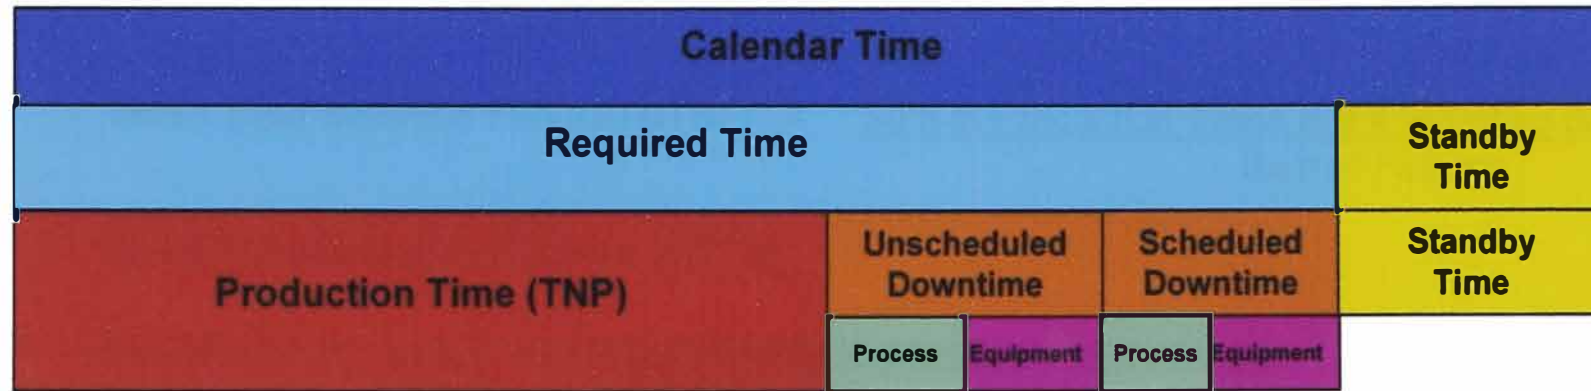 Calendar Time
Required Time
Standby
Time
Production Time (TNP)
Unscheduled
Downtime
Scheduled
Downtime
Standby
Time
Process
Equipment
Process
Equipment